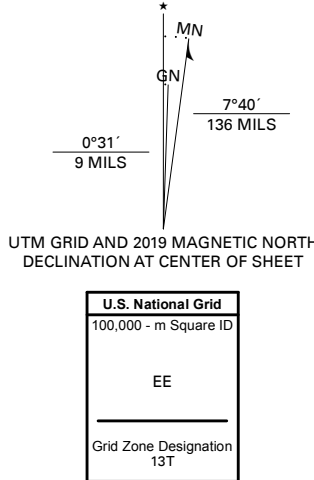 MN
GN
7°40´
136 MILS
0°31´
9 MILS
UTM GRID AND 2019 MAGNETIC NORTH
DECLINATION AT CENTER OF SHEET
U.S. National Grid
100,000 - m Square ID
EE
Grid Zone Designation
13T